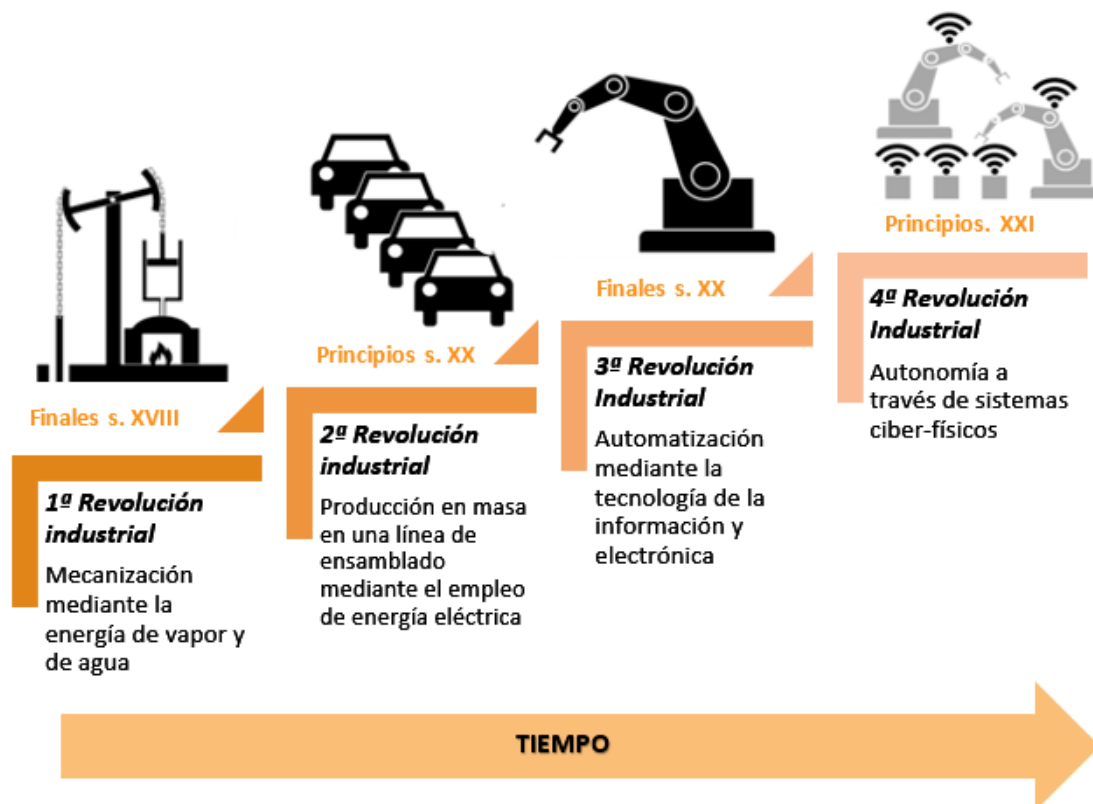 Finales s. XVIII
1ª Revolución
industrial
Mecanización
mediante la
energía de vapor y
de agua
Principios s. XX
2ª Revolución
industrial
Producción en masa
en una línea de
ensamblado
mediante el empleo
de energía eléctrica
Finales s. XX
3ª Revolución
Industrial
Automatización
mediante la
tecnología de la
información y
electrónica
Principios. XXI
4ª Revolución
Industrial
Autonomía a
través de sistemas
ciber-físicos
TIEMPO